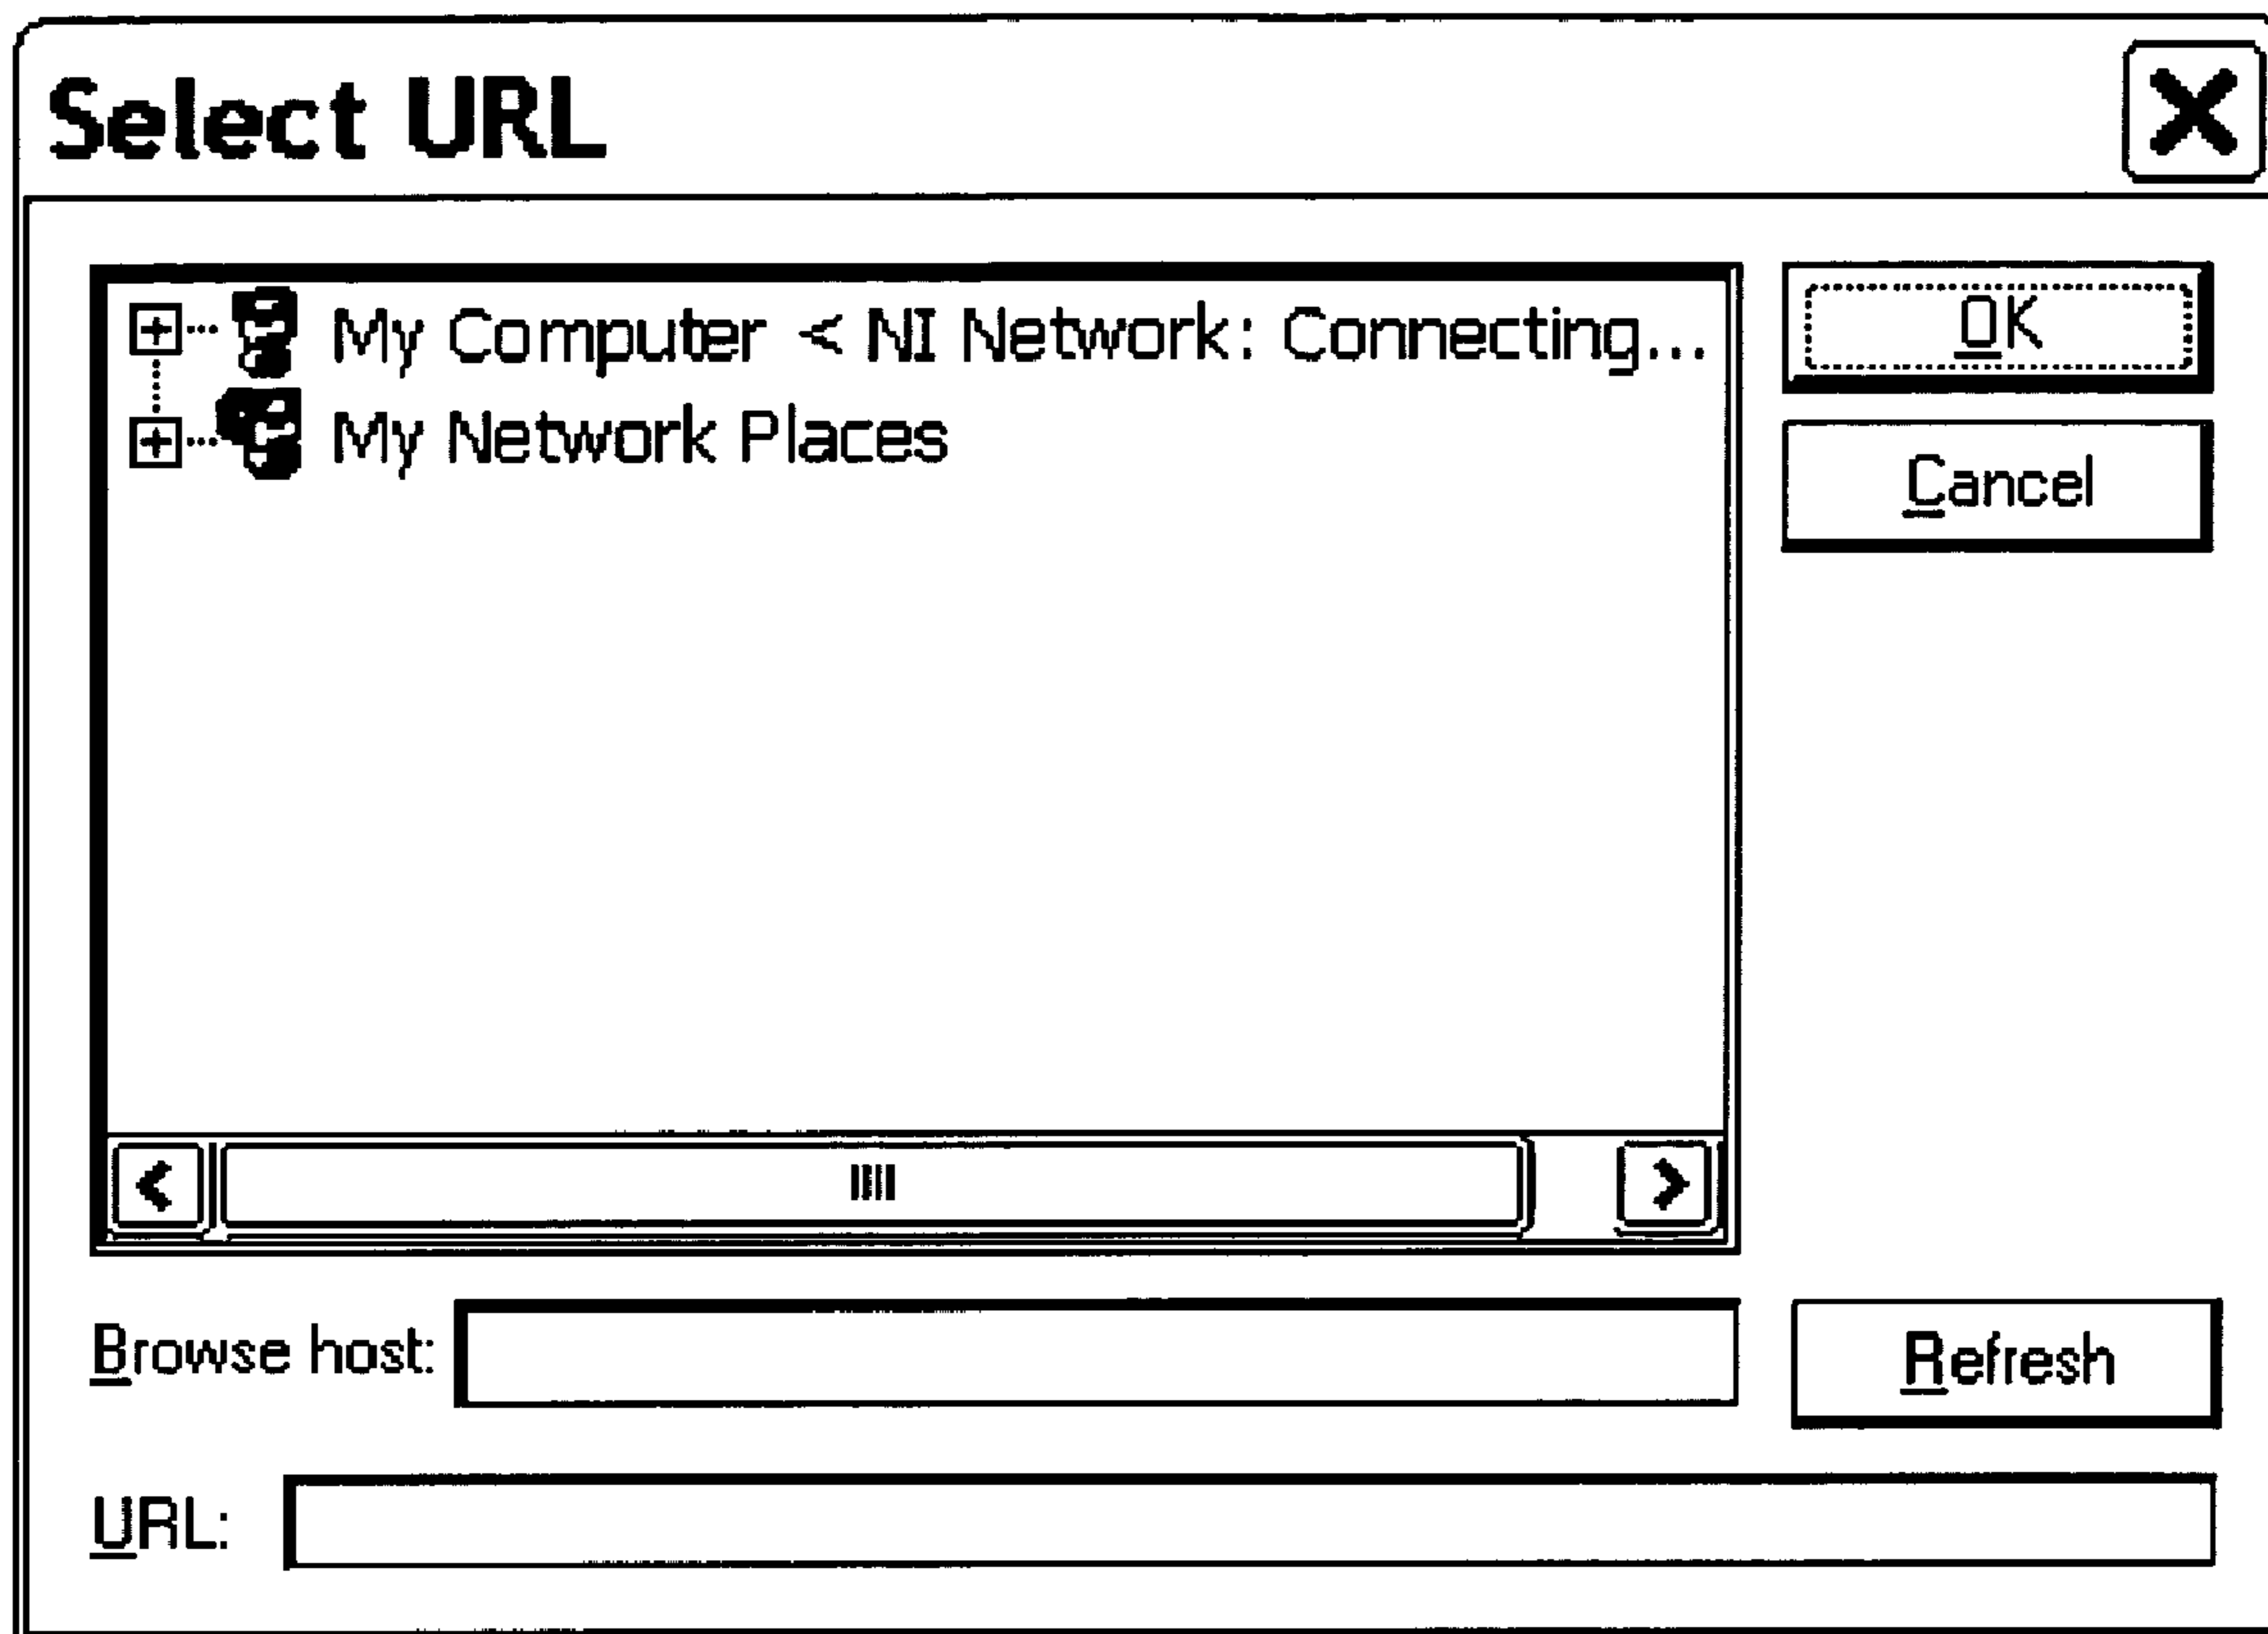 Select URL
My Computer < NI Network: Connecting...
My Network Places
OK
Cancel
Browse host:
Refresh
URL: